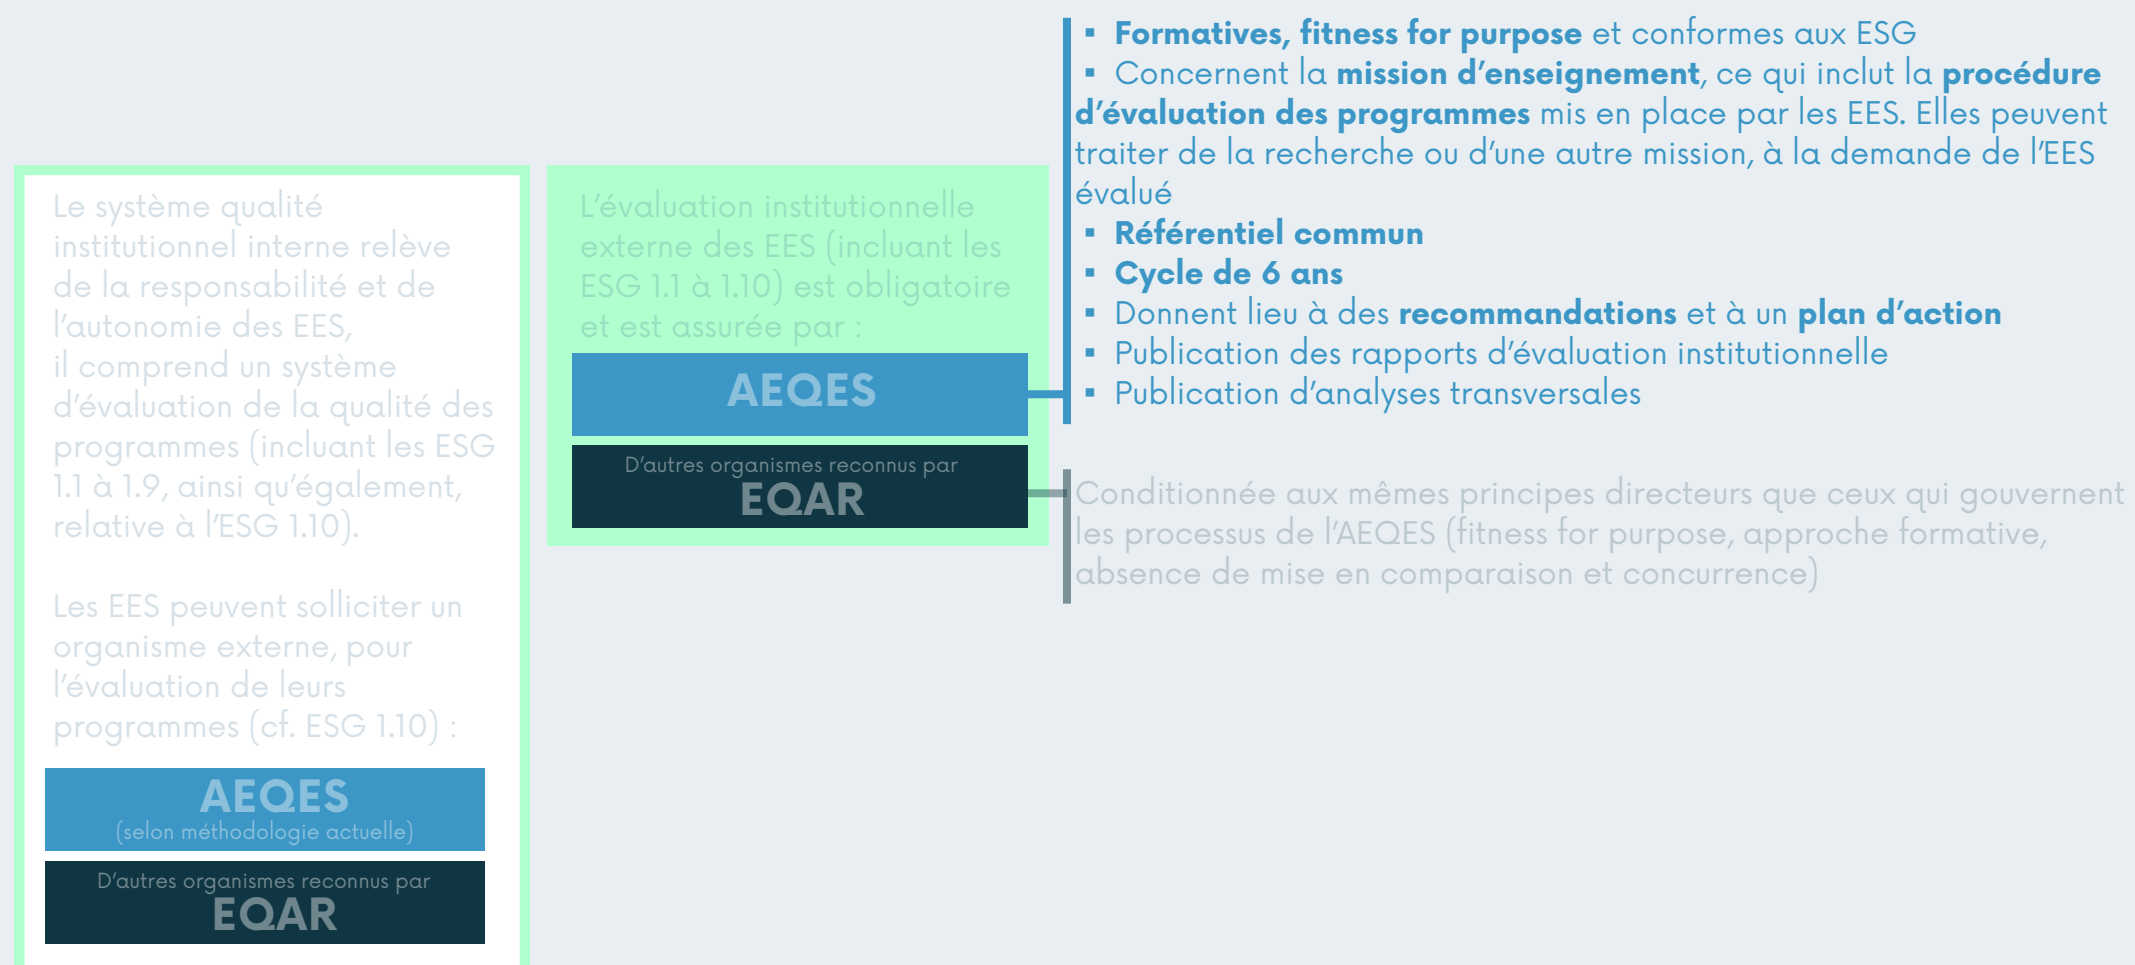 Le système qualité
institutionnel interne relève
de la responsabilité et de
l’autonomie des EES,
il comprend un système
d’évaluation de la qualité des
programmes (incluant les ESG
1.1 à 1.9, ainsi qu’également,
relative à l’ESG 1.10).
Les EES peuvent solliciter un
organisme externe, pour
l’évaluation de leurs
programmes (cf. ESG 1.10) :
AEQES
(selon méthodologie actuelle)
D’autres organismes reconnus par
EQAR
L’évaluation institutionnelle
externe des EES (incluant les
ESG 1.1 à 1.10) est obligatoire
et est assurée par :
AEQES
D’autres organismes reconnus par
EQAR
▪ Formatives, fitness for purpose et conformes aux ESG
▪ Concernent la mission d’enseignement, ce qui inclut la procédure
d’évaluation des programmes mis en place par les EES. Elles peuvent
traiter de la recherche ou d’une autre mission, à la demande de l’EES
évalué
▪ Référentiel commun
▪ Cycle de 6 ans
▪ Donnent lieu à des recommandations et à un plan d’action
▪ Publication des rapports d’évaluation institutionnelle
▪ Publication d’analyses transversales
Conditionnée aux mêmes principes directeurs que ceux qui gouvernent
les processus de l’AEQES (fitness for purpose, approche formative,
absence de mise en comparaison et concurrence)